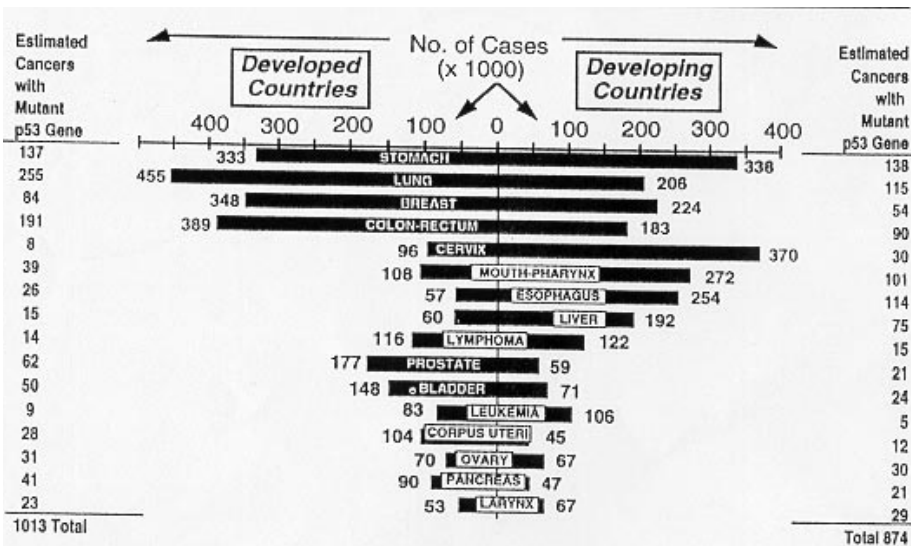 Estimated
Cancers
with
Mutant
p53 Gene
No. of Cases
(x 1000)
Developed
Countries
Developing
Countries
Estimated
Cancers
with
Mutant
p53 Gene
400 300 200 100 0 100 200 300 400
137 333 STOMACH 338 138
255 455 LUNG 206 115
84 348 BREAST 224 54
191 389 COLON-RECTUM 183 90
8 96 CERVIX 370 30
39 108 MOUTH-PHARYNX 272 101
26 57 ESOPHAGUS 254 114
15 60 LIVER 192 75
14 116 LYMPHOMA 122 15
62 177 PROSTATE 59 21
50 148 BLADDER 71 24
9 83 LEUKEMIA 106 5
28 104 CORPUS UTERI 45 12
31 70 OVARY 67 30
41 90 PANCREAS 47 21
23 53 LARYNX 67 29
1013 Total
Total 874